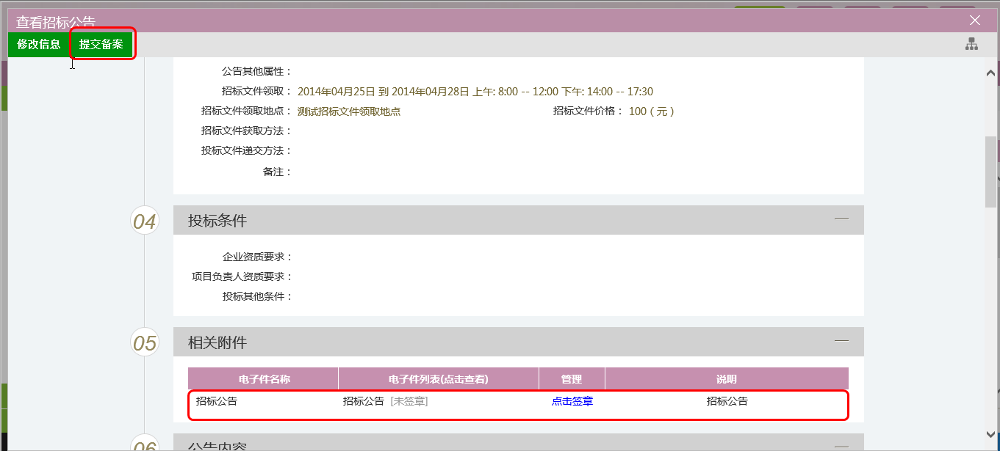 查看招标公告
修改信息 提交备案
公告其他属性：
招标文件领取： 2014年04月25日 到 2014年04月28日 上午: 8:00 -- 12:00 下午: 14:00 -- 17:30
招标文件领取地点： 测试招标文件领取地点 招标文件价格： 100（元）
招标文件获取方法：
投标文件递交方法：
备注：
04 投标条件
企业资质要求：
项目负责人资质要求：
投标其他条件：
05 相关附件
电子件名称 电子件列表(点击查看) 管理 说明
招标公告 招标公告 [未签章] 点击签章 招标公告
06 公告内容